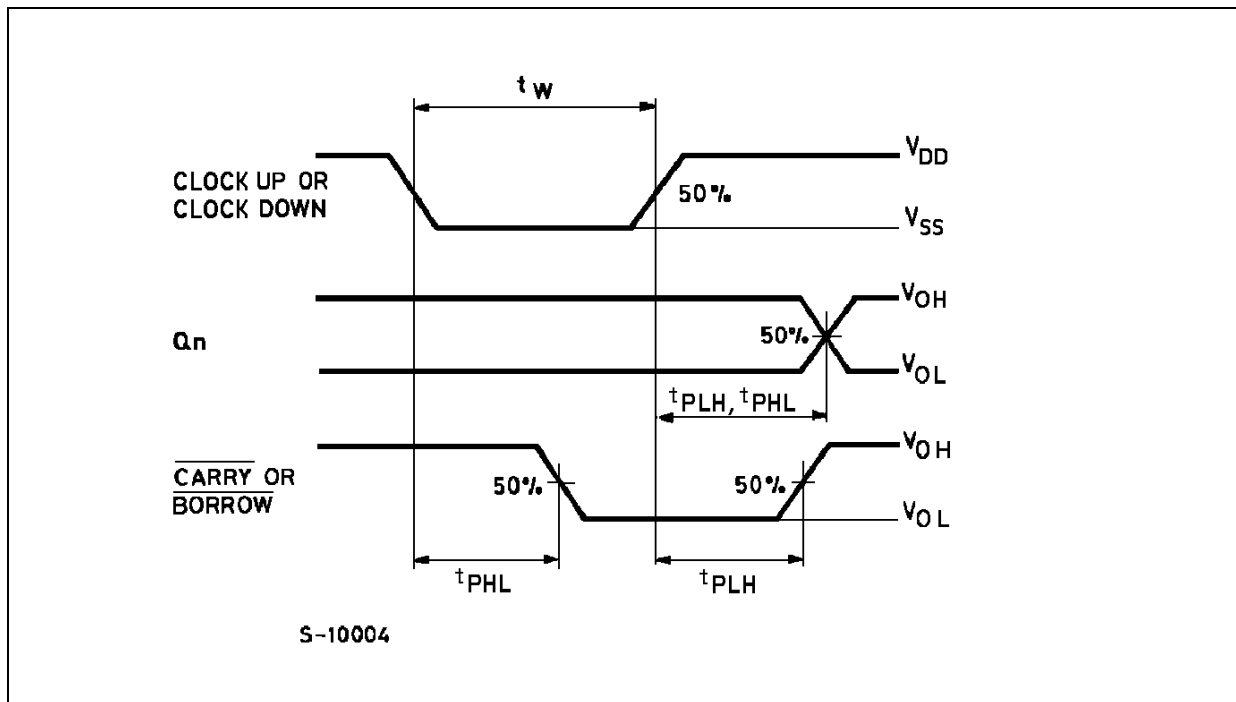 tW
VDD
CLOCK UP OR
CLOCK DOWN
50%
VSS
VOH
Qn
50%
VOL
tPLH, tPHL
VOH
CARRY OR
BORROW
50%
50%
VOL
tPHL
tPLH
S-10004